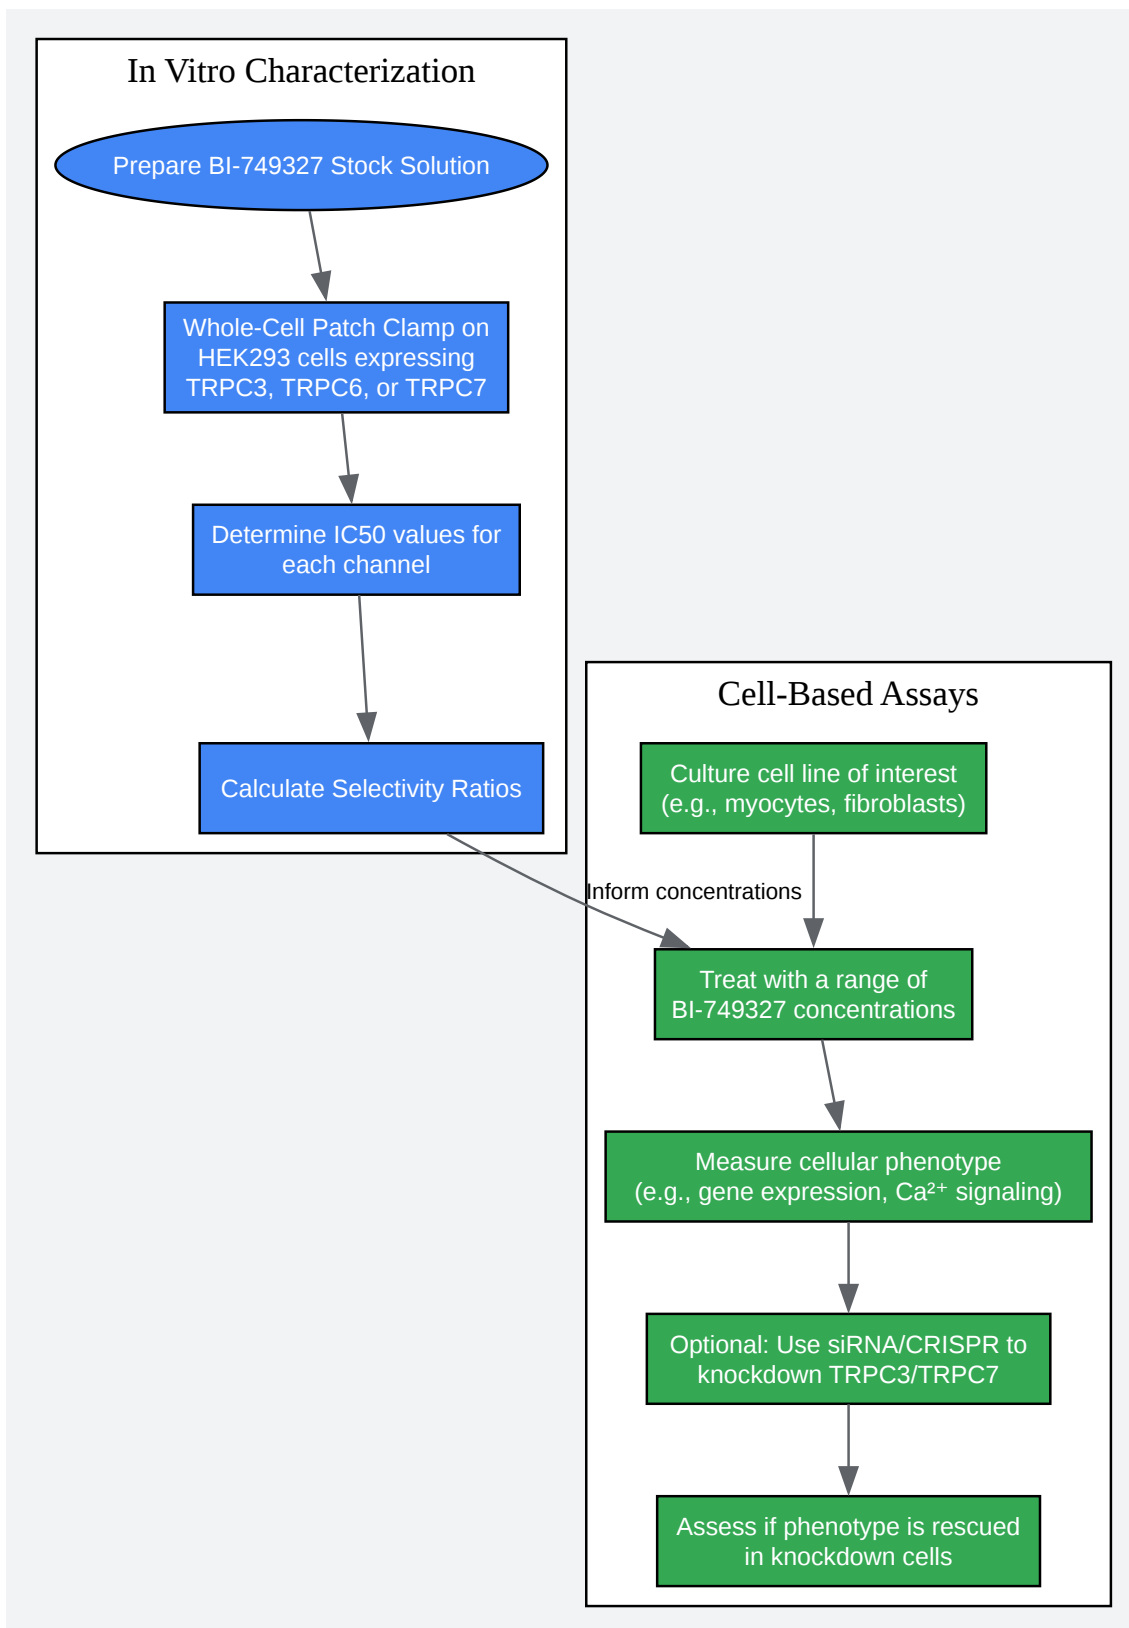 In Vitro Characterization
Prepare BI-749327 Stock Solution
Whole-Cell Patch Clamp on
HEK293 cells expressing
TRPC3, TRPC6, or TRPC7
Determine IC50 values for
each channel
Calculate Selectivity Ratios
Cell-Based Assays
Culture cell line of interest
(e.g., myocytes, fibroblasts)
Inform concentrations
Treat with a range of
BI-749327 concentrations
Measure cellular phenotype
(e.g., gene expression, Ca²⁺ signaling)
Optional: Use siRNA/CRISPR to
knockdown TRPC3/TRPC7
Assess if phenotype is rescued
in knockdown cells